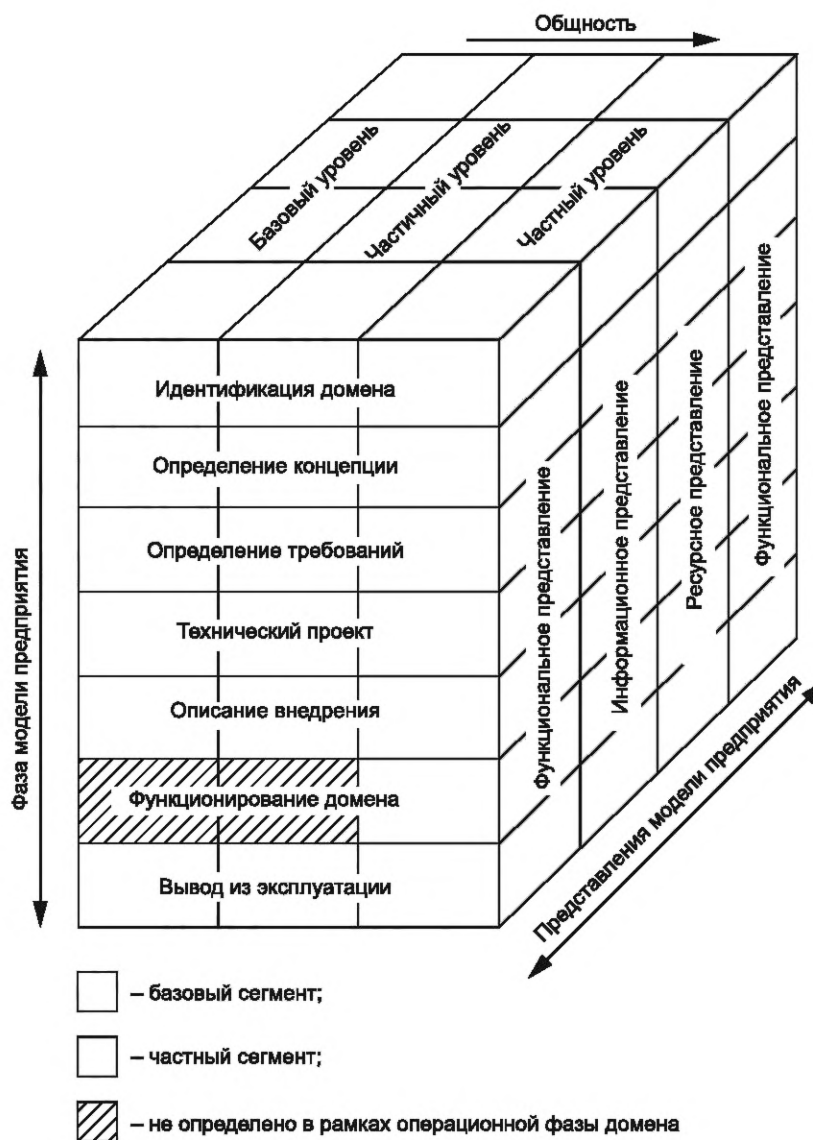 Общность
Базовый уровень
Частичный уровень
Частный уровень
Фаза модели предприятия
Идентификация домена
Определение концепции
Определение требований
Технический проект
Описание внедрения
Функционирование домена
Вывод из эксплуатации
Функциональное представление
Информационное представление
Ресурсное представление
Функциональное представление
Представления модели предприятия
– базовый сегмент;
– частный сегмент;
– не определено в рамках операционной фазы домена